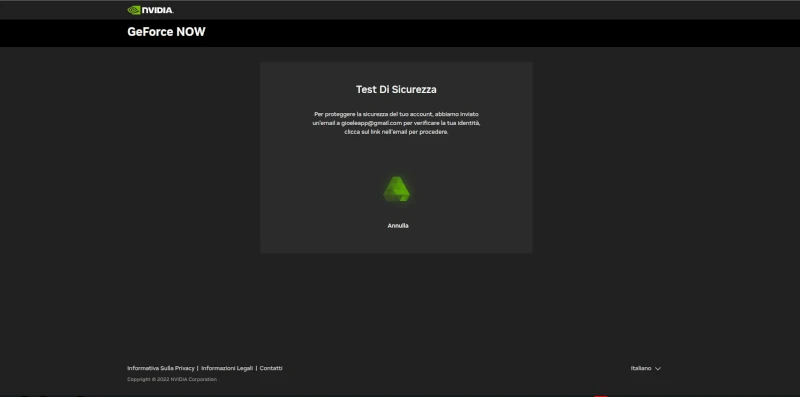 NVIDIA.
GeForce NOW
Test Di Sicurezza
Per proteggere la sicurezza del tuo account, abbiamo inviato
un'email a gioeleapp@gmail.com per verificare la tua identità,
clicca sul link nell'email per procedere.
Annulla
Informativa Sulla Privacy | Informazioni Legali | Contatti
Italiano
Copyright © 2022 NVIDIA Corporation